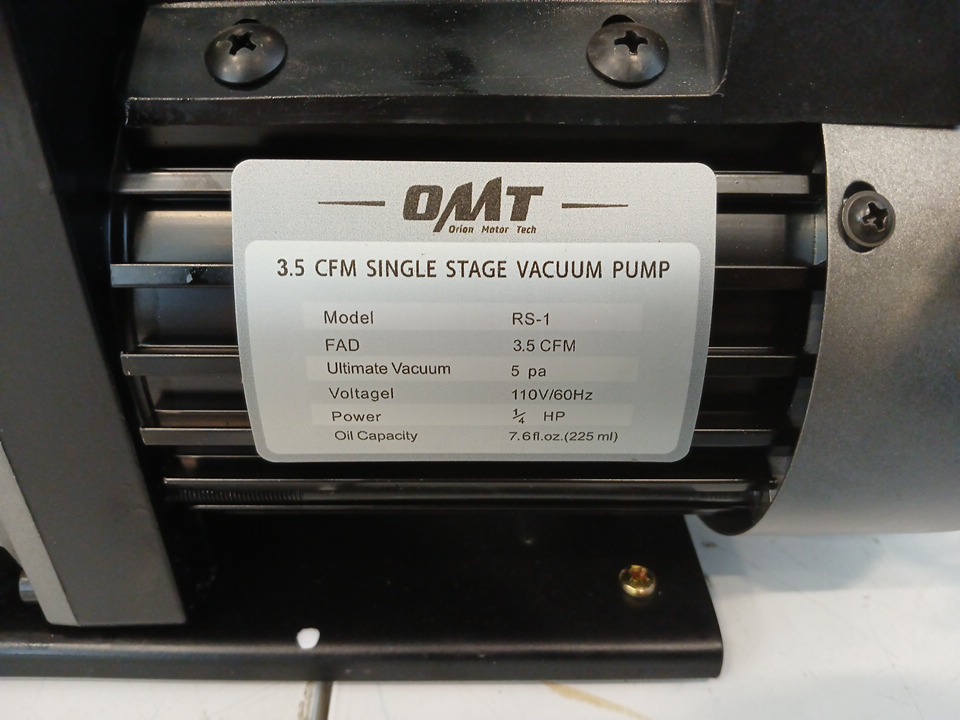 OMT
Orion Motor Tech
3.5 CFM SINGLE STAGE VACUUM PUMP
Model RS-1
FAD 3.5 CFM
Ultimate Vacuum 5 pa
Voltagel 110V/60Hz
Power ¼ HP
Oil Capacity 7.6fl.oz.(225 ml)